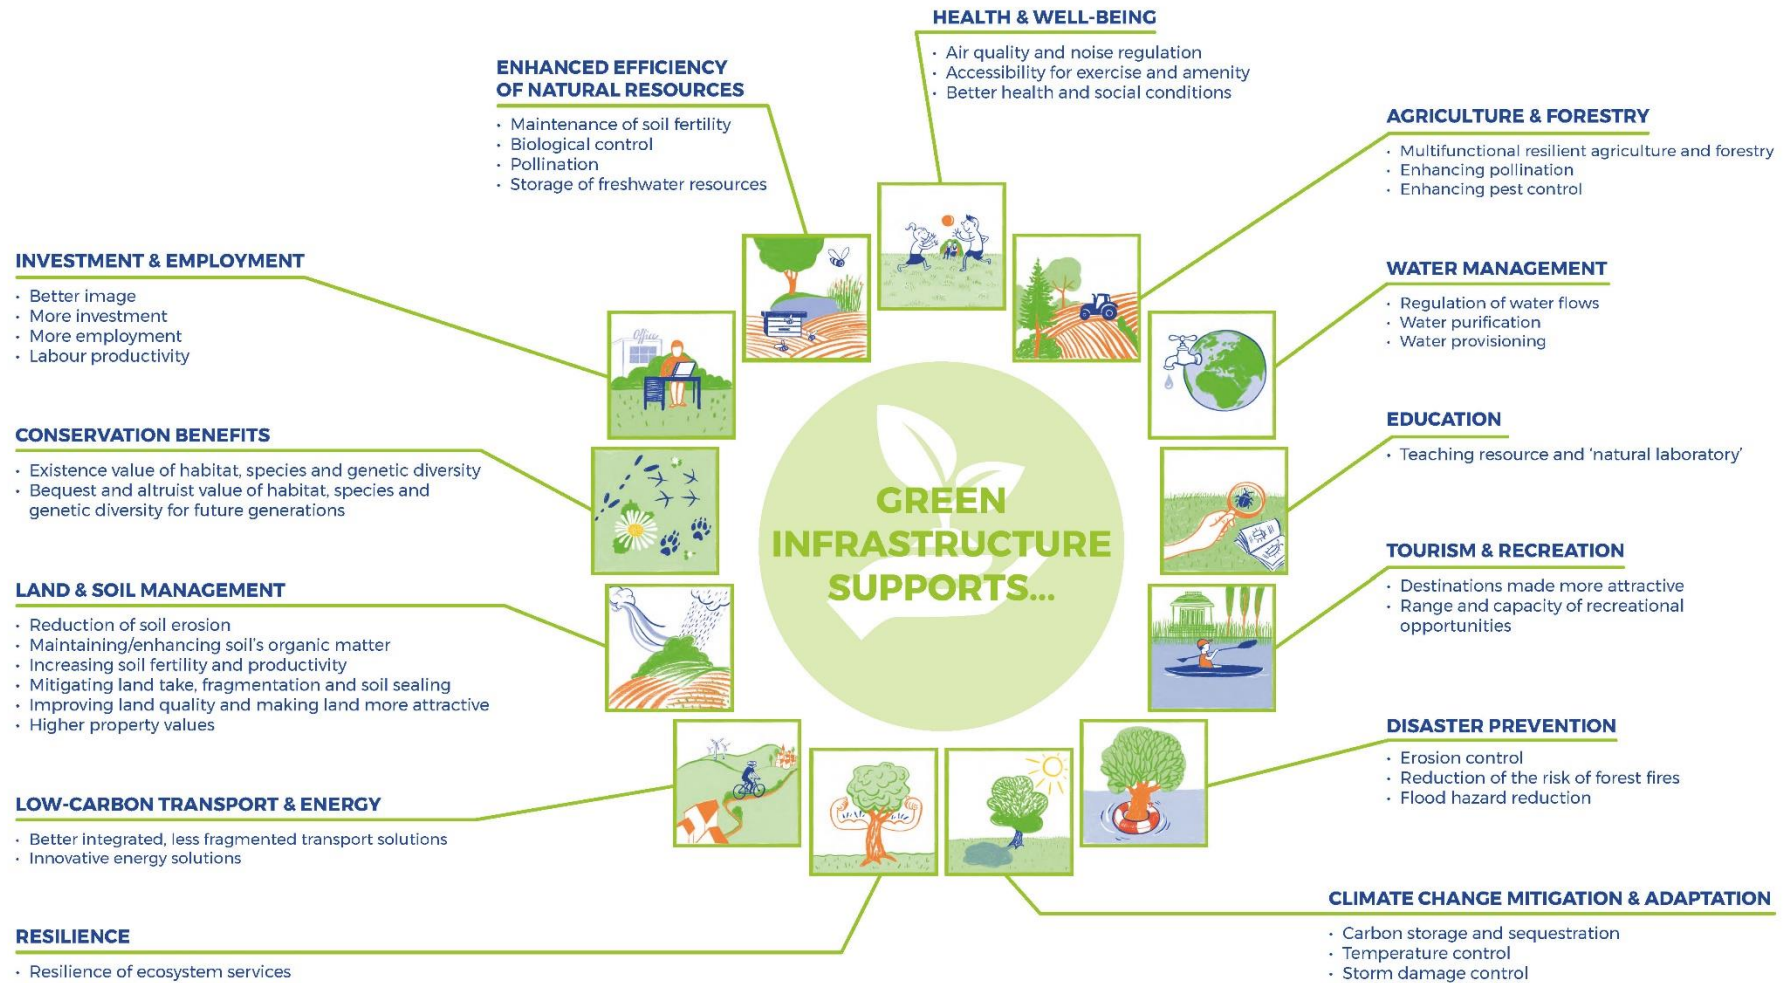 HEALTH & WELL-BEING
• Air quality and noise regulation
• Accessibility for exercise and amenity
• Better health and social conditions
ENHANCED EFFICIENCY
OF NATURAL RESOURCES
• Maintenance of soil fertility
• Biological control
• Pollination
• Storage of freshwater resources
AGRICULTURE & FORESTRY
• Multifunctional resilient agriculture and forestry
• Enhancing pollination
• Enhancing pest control
INVESTMENT & EMPLOYMENT
• Better image
• More investment
• More employment
• Labour productivity
Office
WATER MANAGEMENT
• Regulation of water flows
• Water purification
• Water provisioning
CONSERVATION BENEFITS
• Existence value of habitat, species and genetic diversity
• Bequest and altruist value of habitat, species and
genetic diversity for future generations
GREEN
INFRASTRUCTURE
SUPPORTS...
EDUCATION
• Teaching resource and ‘natural laboratory’
TOURISM & RECREATION
• Destinations made more attractive
• Range and capacity of recreational
opportunities
LAND & SOIL MANAGEMENT
• Reduction of soil erosion
• Maintaining/enhancing soil’s organic matter
• Increasing soil fertility and productivity
• Mitigating land take, fragmentation and soil sealing
• Improving land quality and making land more attractive
• Higher property values
DISASTER PREVENTION
• Erosion control
• Reduction of the risk of forest fires
• Flood hazard reduction
LOW-CARBON TRANSPORT & ENERGY
• Better integrated, less fragmented transport solutions
• Innovative energy solutions
CLIMATE CHANGE MITIGATION & ADAPTATION
• Carbon storage and sequestration
• Temperature control
• Storm damage control
RESILIENCE
• Resilience of ecosystem services